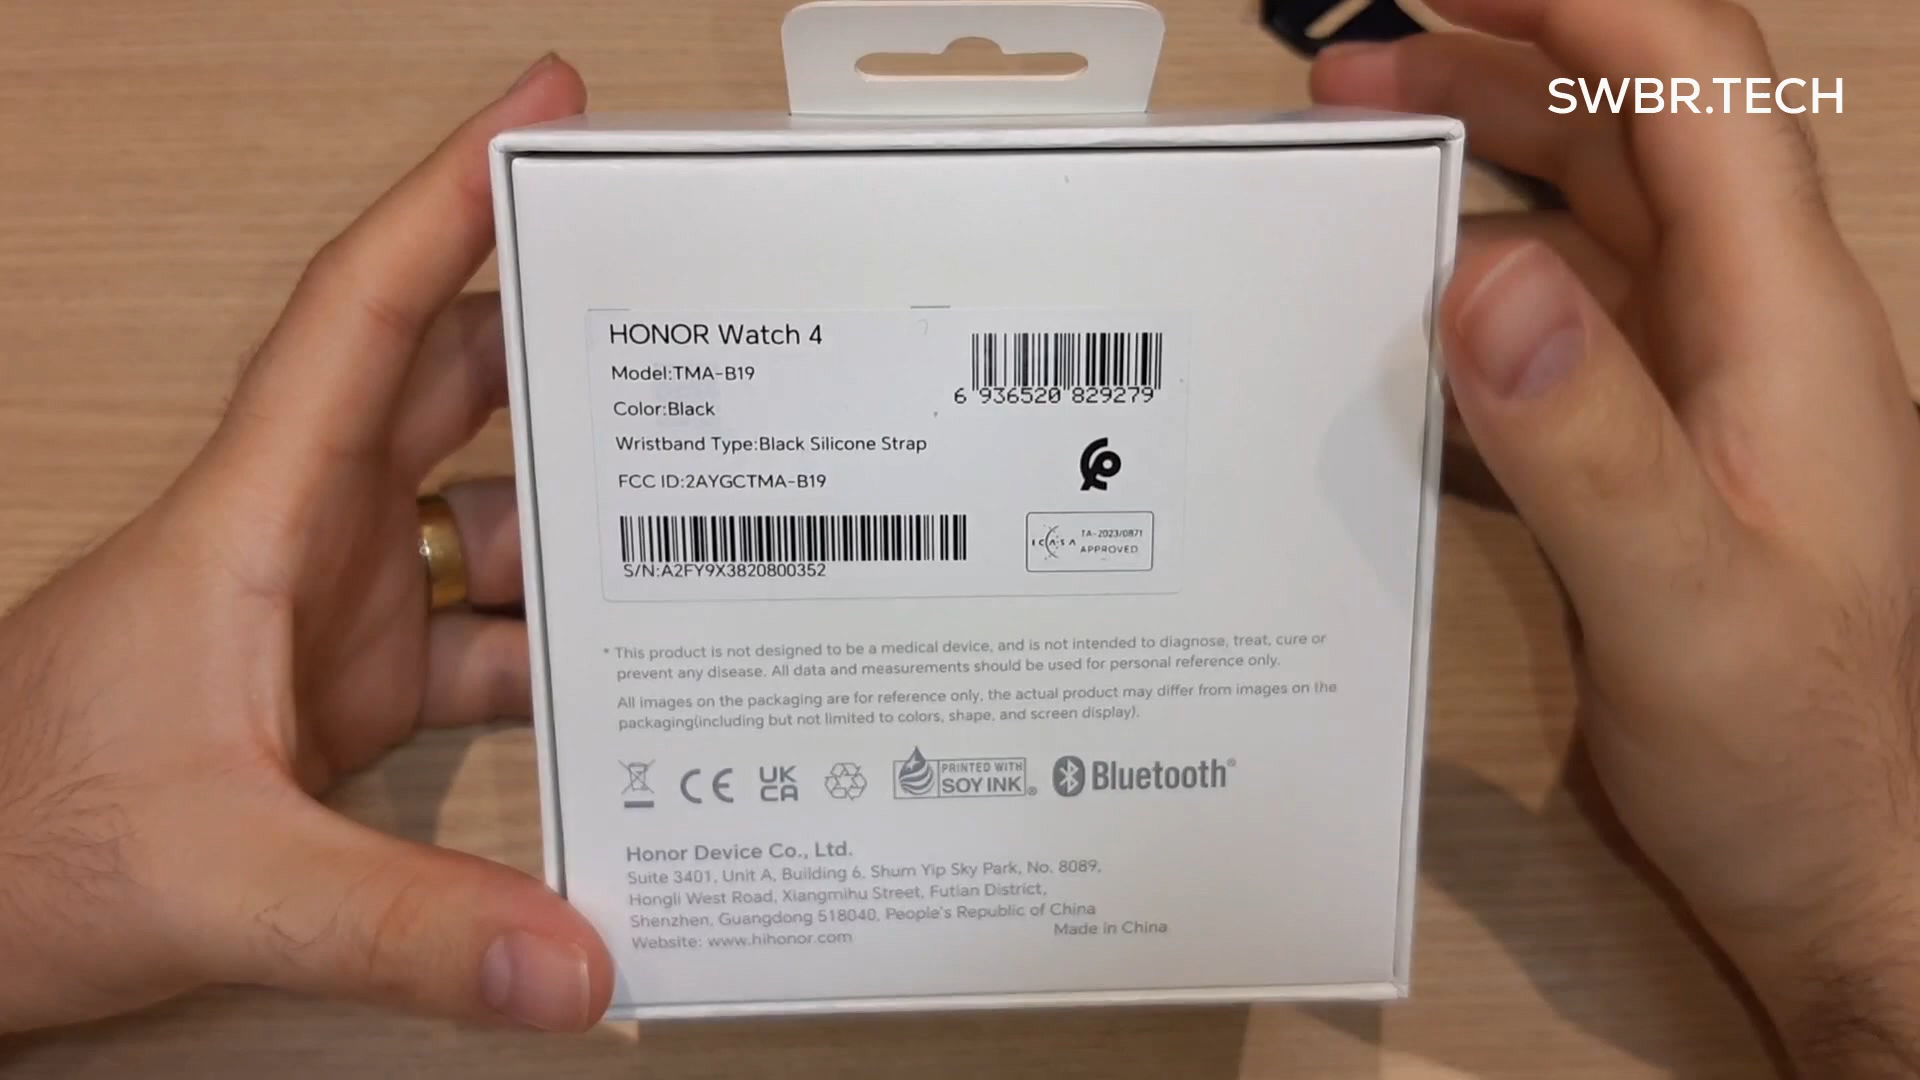 SWBR.TECH
HONOR Watch 4
Model:TMA-B19
Color:Black
Wristband Type:Black Silicone Strap
FCC ID:2AYGCTMA-B19
6 936520 829279
S/N:A2FY9X3820800352
ICASA TA-2023/0871
APPROVED
* This product is not designed to be a medical device, and is not intended to diagnose, treat, cure or
prevent any disease. All data and measurements should be used for personal reference only.
All images on the packaging are for reference only, the actual product may differ from images on the
packaging(including but not limited to colors, shape, and screen display).
CE
UK
CA
PRINTED WITH
SOY INK®
Bluetooth®
Honor Device Co., Ltd.
Suite 3401, Unit A, Building 6, Shum Yip Sky Park, No. 8089,
Hongli West Road, Xiangmihu Street, Futian District,
Shenzhen, Guangdong 518040, People's Republic of China
Website: www.hihonor.com
Made in China